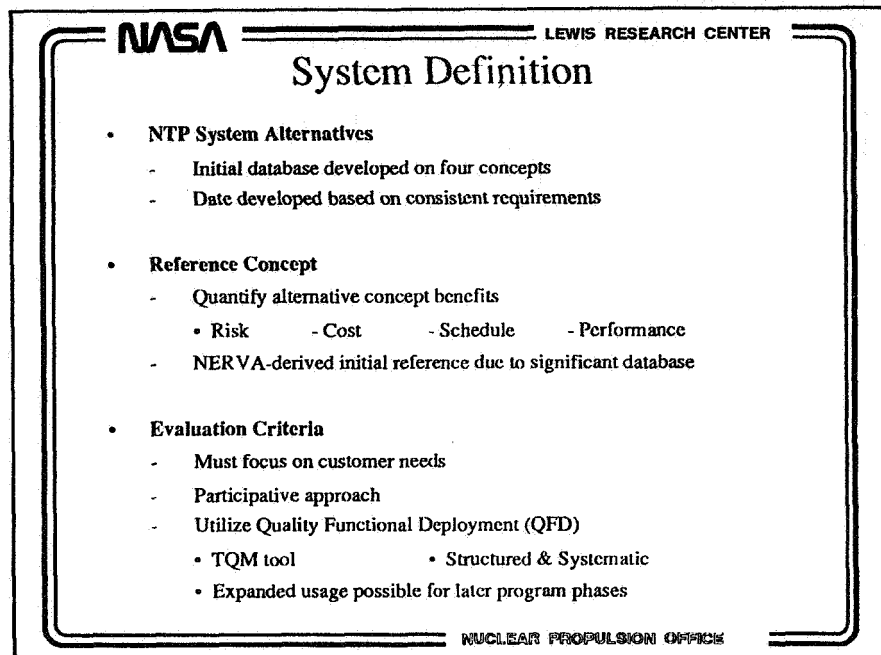 NASA LEWIS RESEARCH CENTER
System Definition
• NTP System Alternatives
- Initial database developed on four concepts
- Date developed based on consistent requirements
• Reference Concept
- Quantify alternative concept benefits
• Risk - Cost - Schedule - Performance
- NERVA-derived initial reference due to significant database
• Evaluation Criteria
- Must focus on customer needs
- Participative approach
- Utilize Quality Functional Deployment (QFD)
• TQM tool • Structured & Systematic
• Expanded usage possible for later program phases
NUCLEAR PROPULSION OFFICE